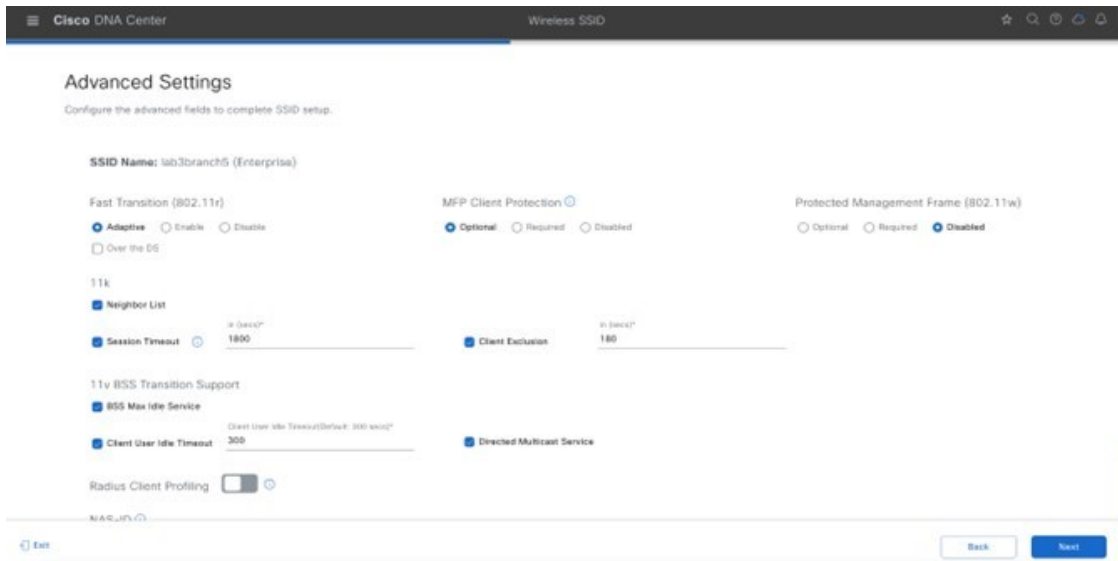 Cisco DNA Center Wireless SSID
Advanced Settings
Configure the advanced fields to complete SSID setup.
SSID Name: lab3branch5 (Enterprise)
Fast Transition (802.11r) MFP Client Protection Protected Management Frame (802.11w)
Adaptive Enable Disable Optional Required Disabled Optional Required Disabled
Over the DS
11k
Neighbor List
in (secs)* in (secs)*
Session Timeout 1800 Client Exclusion 180
11v BSS Transition Support
BSS Max Idle Service
Client User Idle Timeout(Default: 300 secs)*
Client User Idle Timeout 300 Directed Multicast Service
Radius Client Profiling
NAS-ID
Exit Back Next